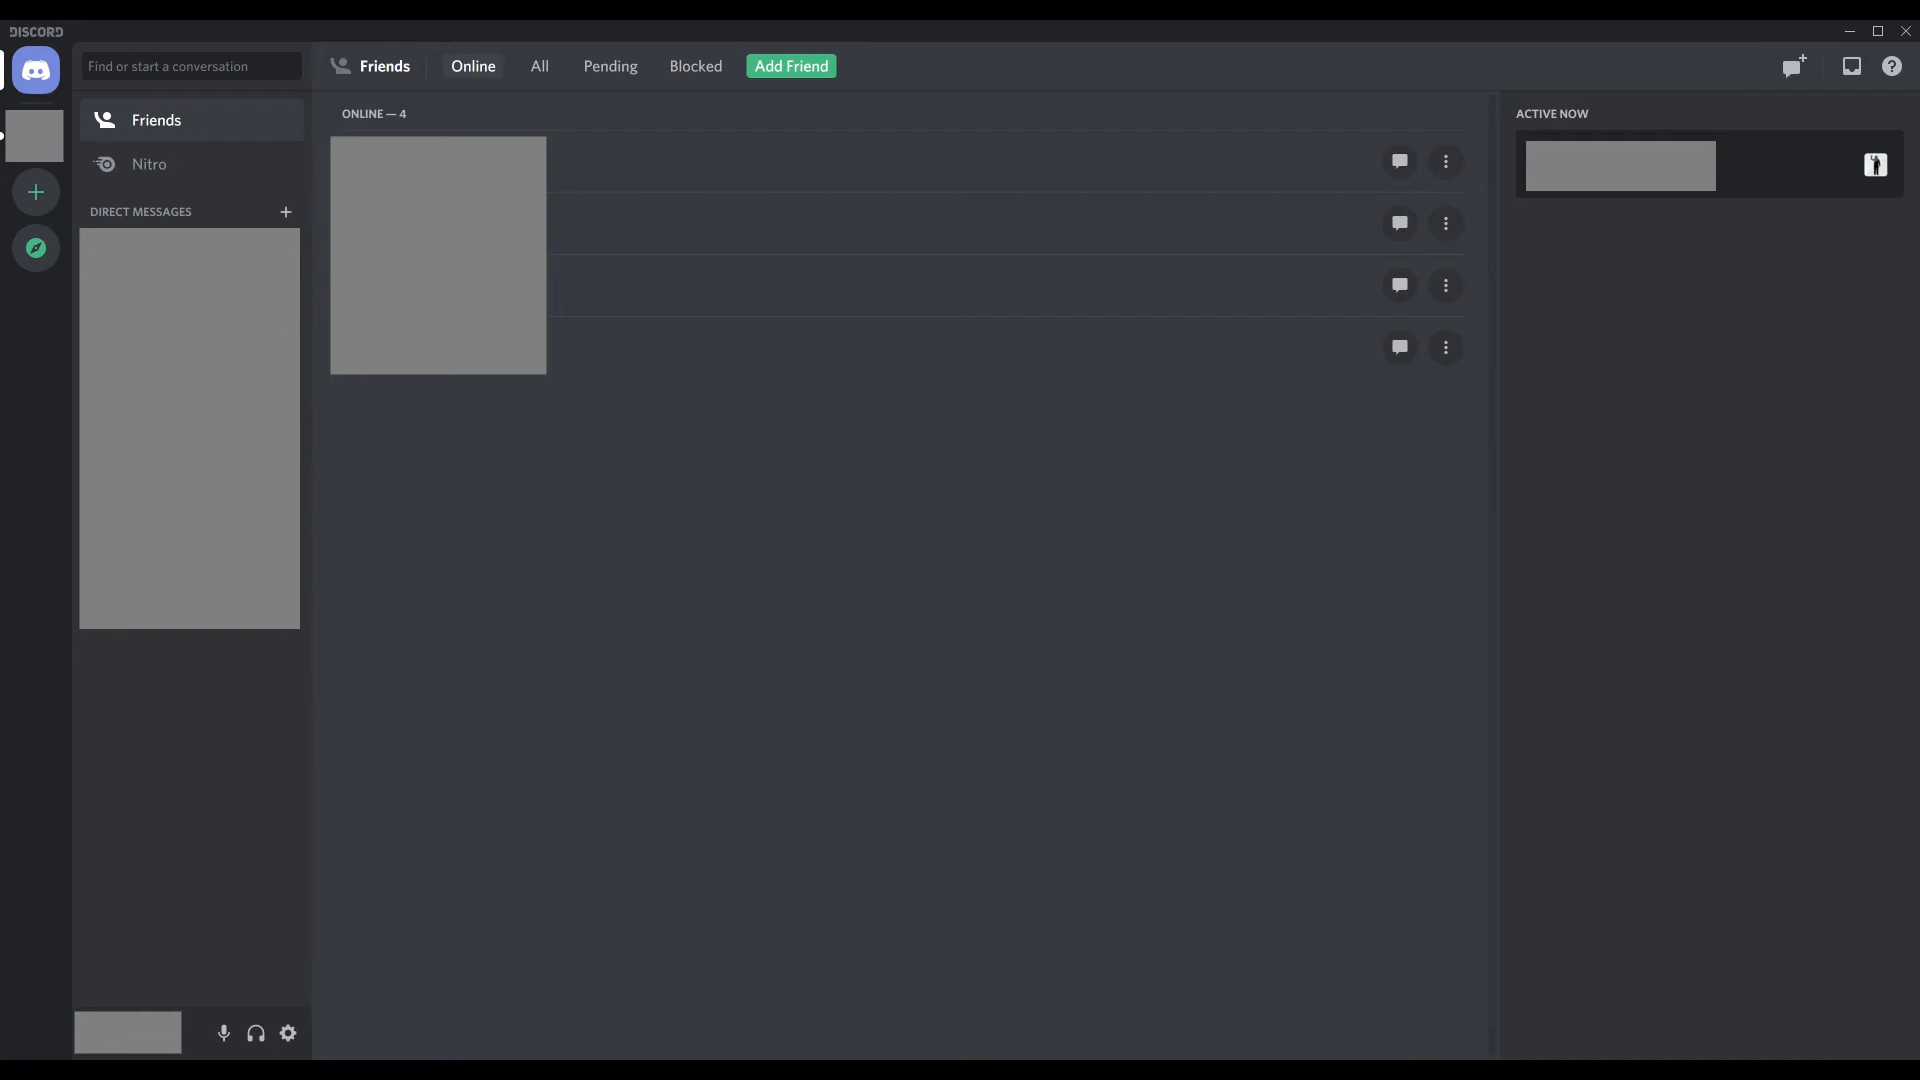 DISCORD
Find or start a conversation
Friends
Online
All
Pending
Blocked
Add Friend
Friends
Nitro
DIRECT MESSAGES
ONLINE — 4
ACTIVE NOW